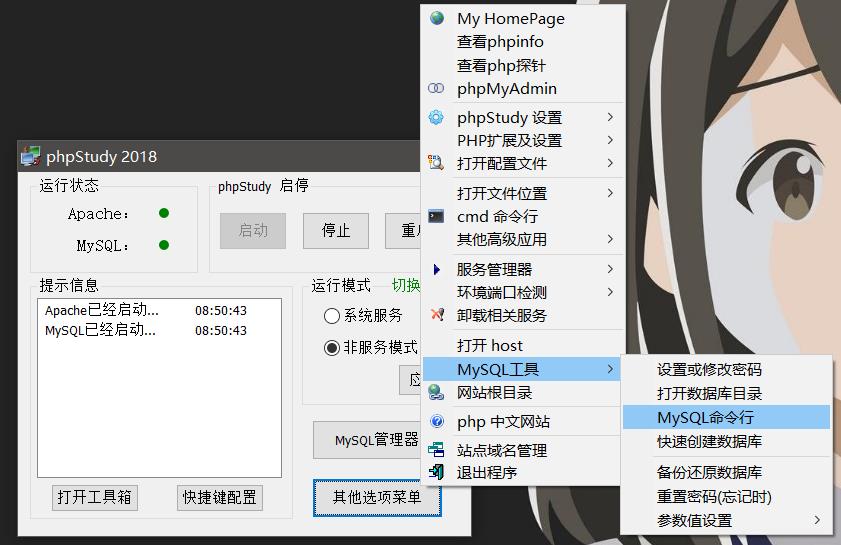 phpStudy 2018
运行状态
Apache:
MySQL:
phpStudy 启停
启动
停止
提示信息
Apache已经启动...
08:50:43
MySQL已经启动...
08:50:43
运行模式
切换
系统服务
非服务模式
MySQL管理器
打开工具箱
快捷键配置
其他选项菜单
My HomePage
查看phpinfo
查看php探针
phpMyAdmin
phpStudy 设置
PHP扩展及设置
打开配置文件
打开文件位置
cmd 命令行
其他高级应用
服务管理器
环境端口检测
卸载相关服务
打开 host
MySQL工具
网站根目录
php 中文网站
站点域名管理
退出程序
设置或修改密码
打开数据库目录
MySQL命令行
快速创建数据库
备份还原数据库
重置密码(忘记时)
参数值设置